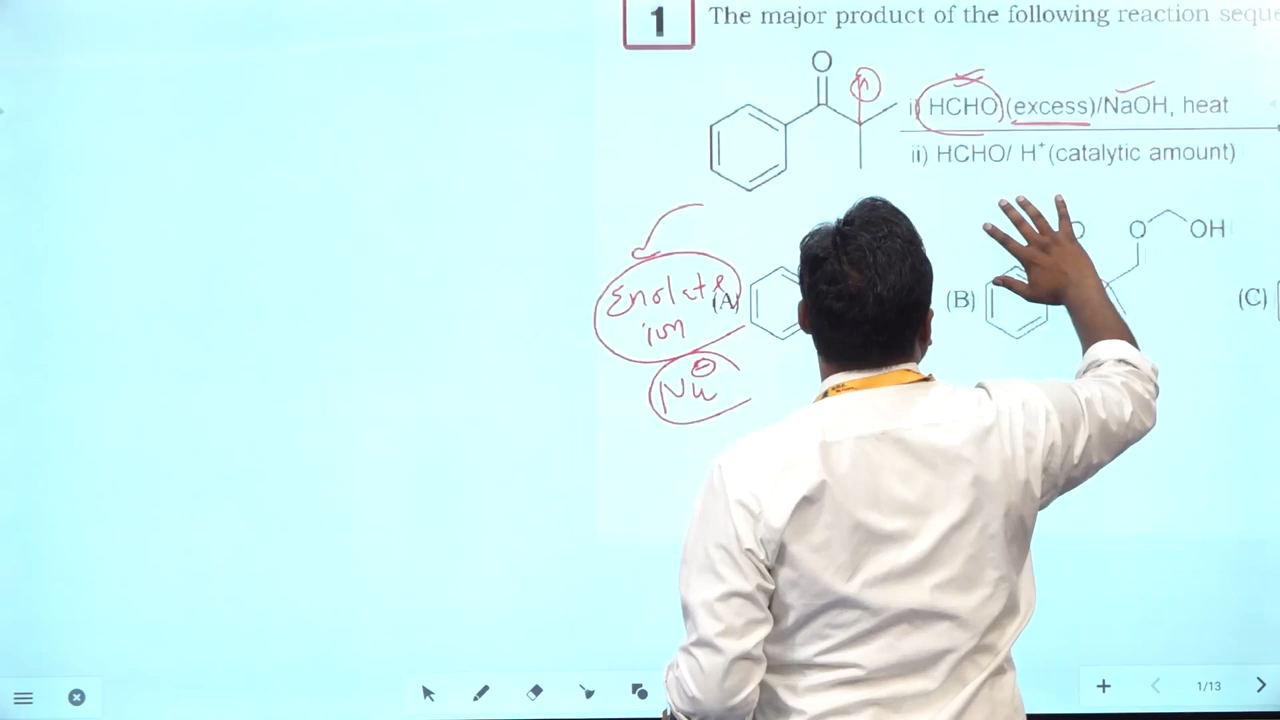 1 The major product of the following reaction sequ
O
H
i) HCHO (excess)/NaOH, heat
ii) HCHO/ H+ (catalytic amount)
O O OH
Enolate ion
(A) (B) (C)
Nu⊖
1/13